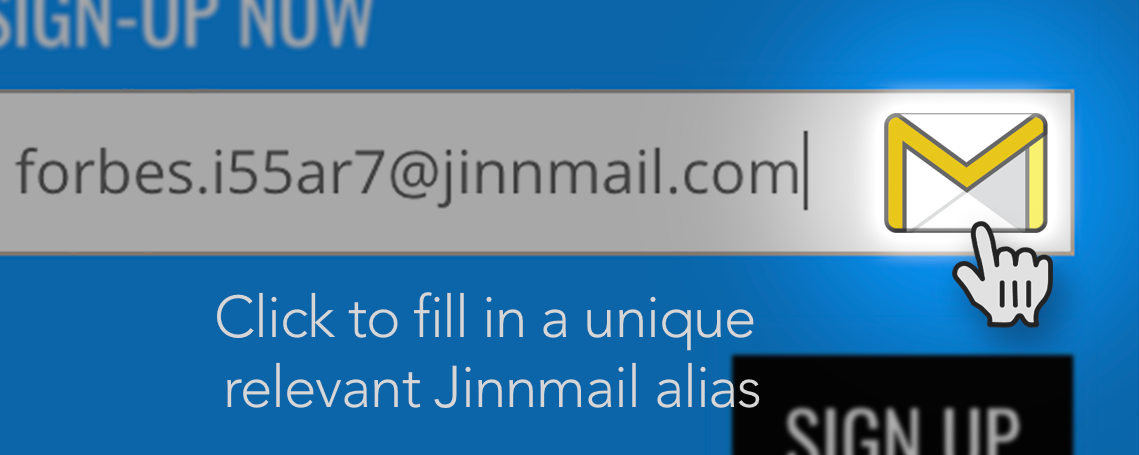 SIGN-UP NOW
forbes.i55ar7@jinnmail.com
Click to fill in a unique
relevant Jinnmail alias
SIGN UP